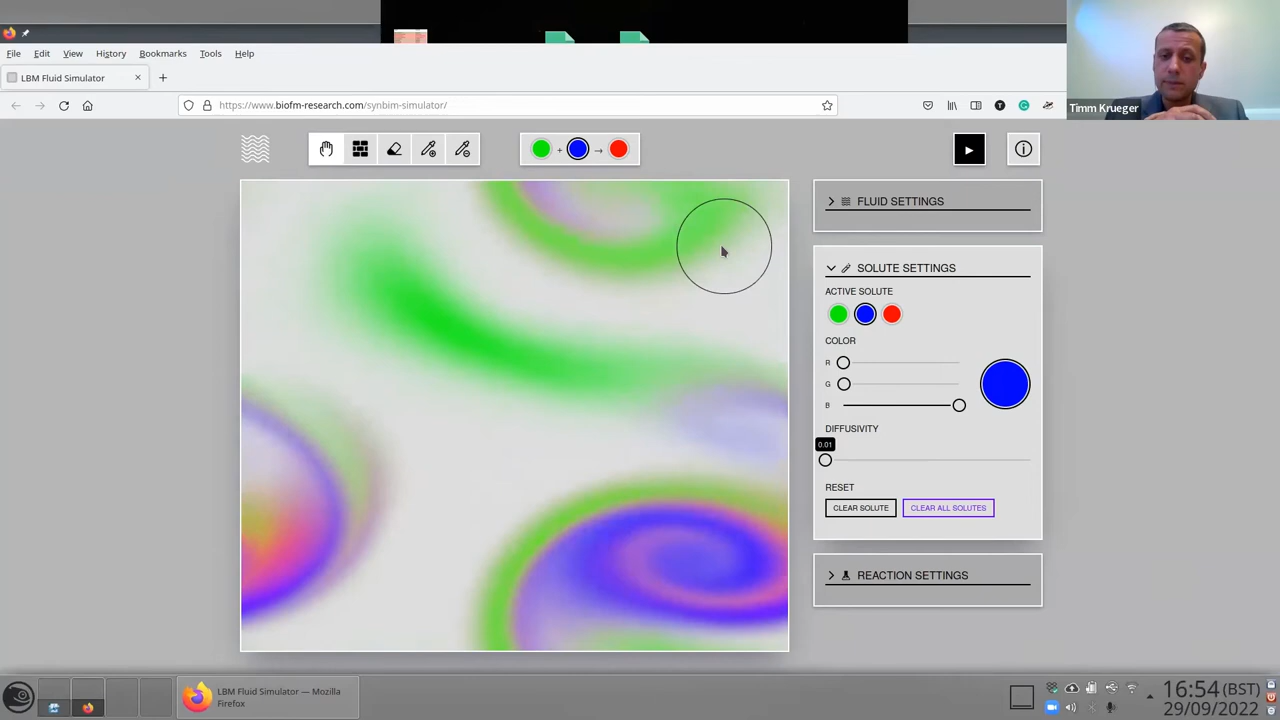 File Edit View History Bookmarks Tools Help
LBM Fluid Simulator
https://www.biofm-research.com/synbim-simulator/
Timm Krueger
+ →
FLUID SETTINGS
SOLUTE SETTINGS
ACTIVE SOLUTE
COLOR
R
G
B
DIFFUSIVITY
0.01
RESET
CLEAR SOLUTE CLEAR ALL SOLUTES
REACTION SETTINGS
LBM Fluid Simulator — Mozilla
Firefox
16:54 (BST)
29/09/2022